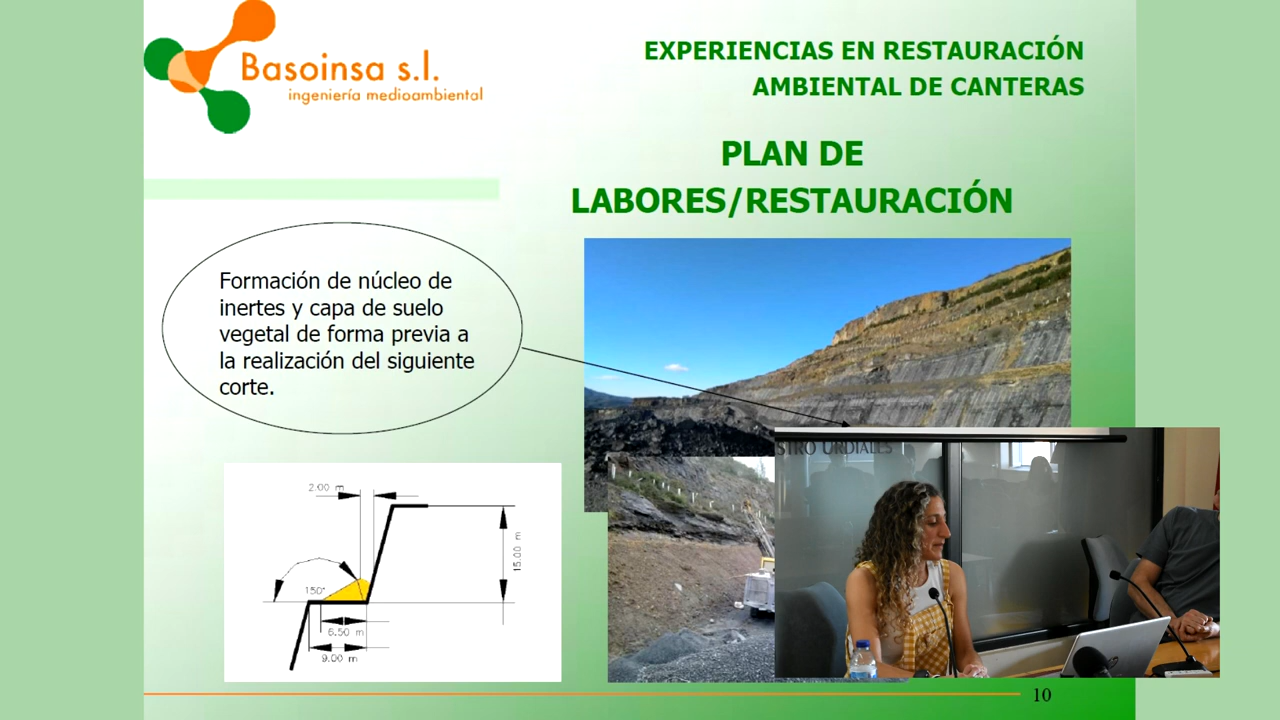 Basoinsa s.l.
ingeniería medioambiental
EXPERIENCIAS EN RESTAURACIÓN
AMBIENTAL DE CANTERAS
PLAN DE
LABORES/RESTAURACIÓN
Formación de núcleo de
inertes y capa de suelo
vegetal de forma previa a
la realización del siguiente
corte.
2.00 m
15.00 m
150°
6.50 m
9.00 m
STRO URDIALES
10